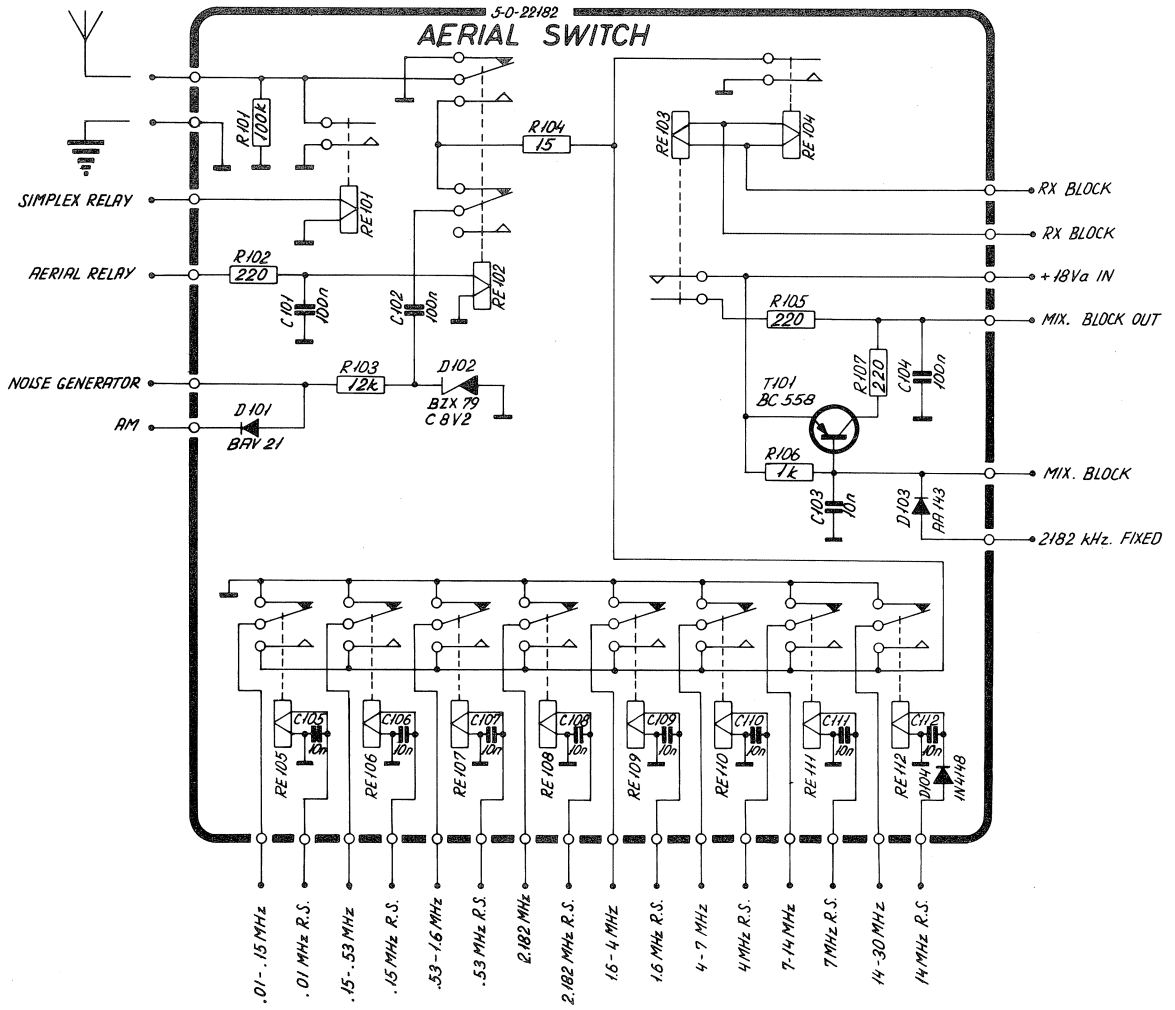 5-0-22182
AERIAL SWITCH
R101
100k
R104
15
RE103
RE104
SIMPLEX RELAY
RE101
RX BLOCK
RX BLOCK
R102
AERIAL RELAY
220
RE102
+18Va IN
C101
100n
C102
100n
R105
220
MIX. BLOCK OUT
R107
220
C104
100n
NOISE GENERATOR
R103
12k
D102
BZX 79
C 8V2
T101
BC 558
AM
D101
BAV 21
R106
1k
MIX. BLOCK
C103
10n
D103
AA143
2182 kHz. FIXED
C105
10n
RE105
C106
10n
RE106
C107
10n
RE107
C108
10n
RE108
C109
10n
RE109
C110
10n
RE110
C111
10n
RE111
C112
10n
RE112
D104
1N4148
.01-.15 MHz
.01 MHz R.S.
.15-.53 MHz
.15 MHz R.S.
.53-1.6 MHz
.53 MHz R.S.
2.182 MHz
2.182 MHz R.S.
1.6-4 MHz
1.6 MHz R.S.
4-7 MHz
4 MHz R.S.
7-14 MHz
7 MHz R.S.
14-30 MHz
14 MHz R.S.